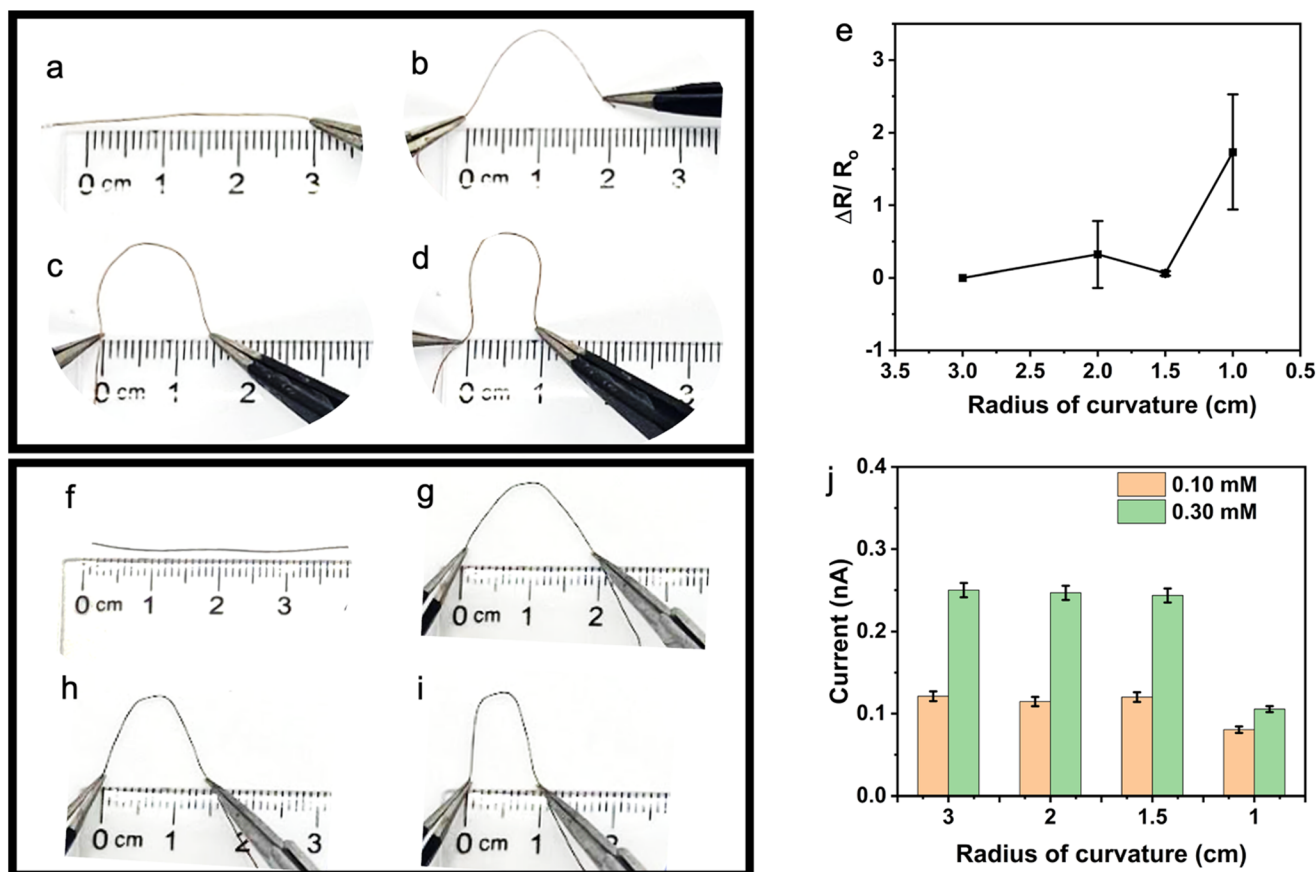 a
0 cm 1 2 3
b
0 cm 1 2 3
c
0 cm 1 2
d
0 cm 1
f
0 cm 1 2 3
g
0 cm 1 2
h
0 cm 1 2 3
i
0 cm 1 2
e
ΔR/ Rₒ
3
2
1
0
-1
3.5 3.0 2.5 2.0 1.5 1.0 0.5
Radius of curvature (cm)
j
0.10 mM
0.30 mM
Current (nA)
0.4
0.3
0.2
0.1
0.0
3 2 1.5 1
Radius of curvature (cm)